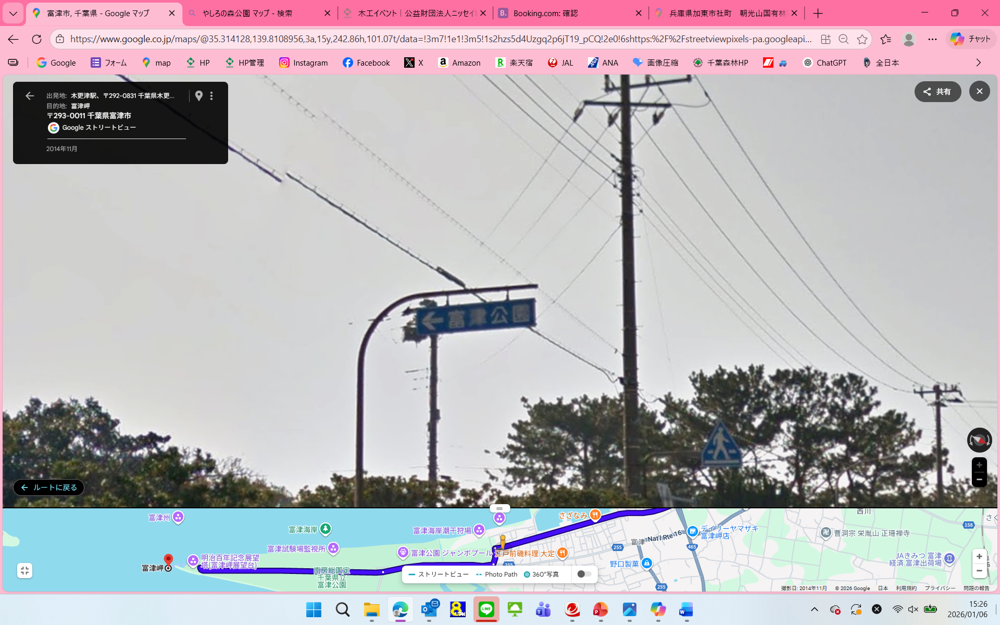 富津市, 千葉県 - Google マップ
やしろの森公園 マップ - 検索
木工イベント｜公益財団法人ニッセイ
Booking.com: 確認
兵庫県加東市社町　朝光山国有林
https://www.google.co.jp/maps/@35.314128,139.8108956,3a,15y,242.86h,101.07t/data=!3m7!1e1!3m5!1s2hzs5d4Uzgq2p6jT19_pCQ!2e0!6shttps:%2F%2Fstreetviewpixels-pa.googleapi...
チャット
Google
フォーム
map
HP
HP管理
Instagram
Facebook
X
Amazon
楽天宿
JAL
ANA
画像圧縮
千葉森林HP
ChatGPT
全日本
出発地: 木更津駅、〒292-0831 千葉県木更...
目的地: 富津岬
〒293-0011 千葉県富津市
Google ストリートビュー
2014年11月
共有
富津公園
ルートに戻る
富津州
富津海岸
富津海岸潮干狩場
さざなみ
西川
さく
158
富津試験場監視所
富津公園 ジャンボプール
江戸前磯料理 大定
富津
Nat'l Rte 16
デイリーヤマザキ
富津岬店
曹洞宗 栄胤山 正珊禅寺
255
465
明治百年記念展望
塔(富津岬展望台)
富津岬
南房総国定
千葉県立
富津公園
255
野口製菓
JAきみつ 富津
経済 富津出荷場
ストリートビュー
Photo Path
360°写真
255
撮影日: 2014年11月
© 2026 Google
日本
利用規約
プライバシー
問題の報告
15:26
2026/01/06